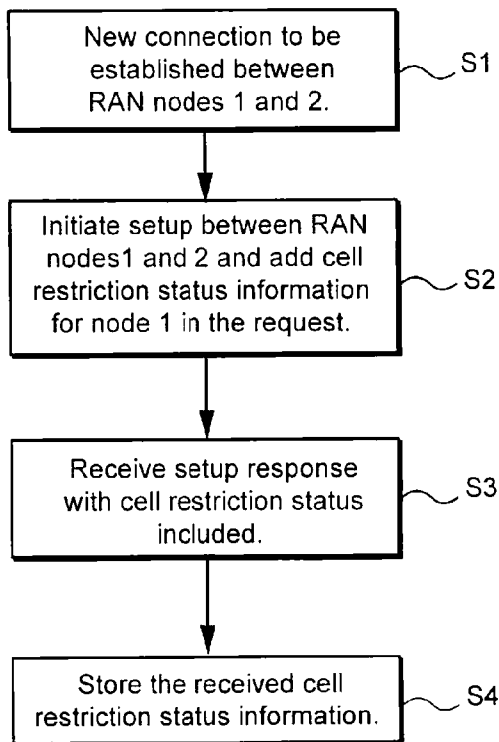 New connection to be
established between
RAN nodes 1 and 2.
S1
Initiate setup between RAN
nodes1 and 2 and add cell
restriction status information
for node 1 in the request.
S2
Receive setup response
with cell restriction status
included.
S3
Store the received cell
restriction status information.
S4